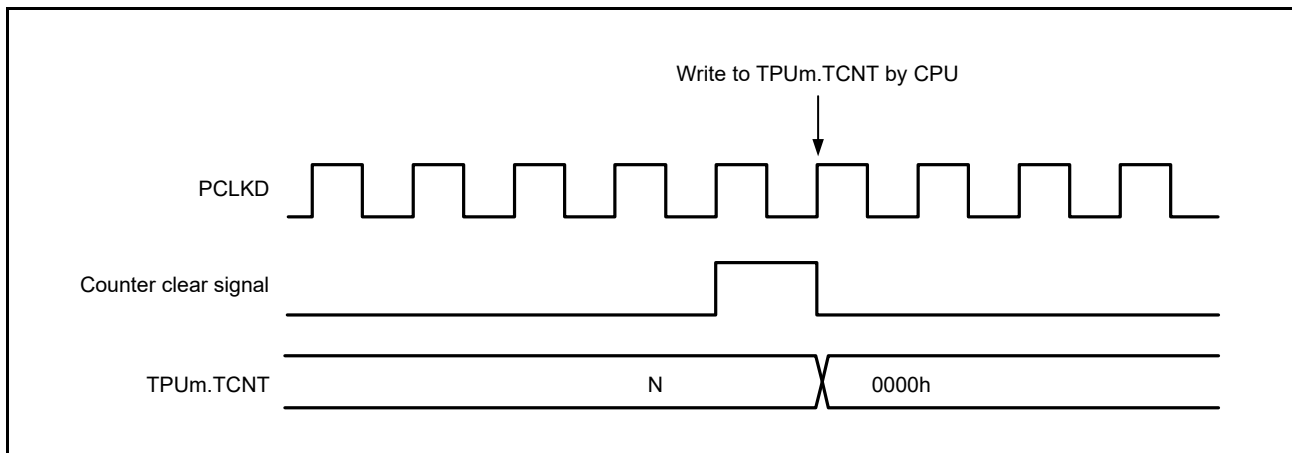 Write to TPUm.TCNT by CPU
PCLKD
Counter clear signal
TPUm.TCNT N 0000h